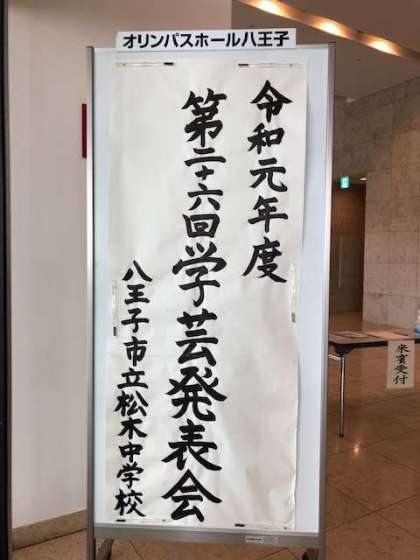 オリンパスホール八王子
令和元年度
第二十六回学芸発表会
八王子市立松木中学校
来賓受付